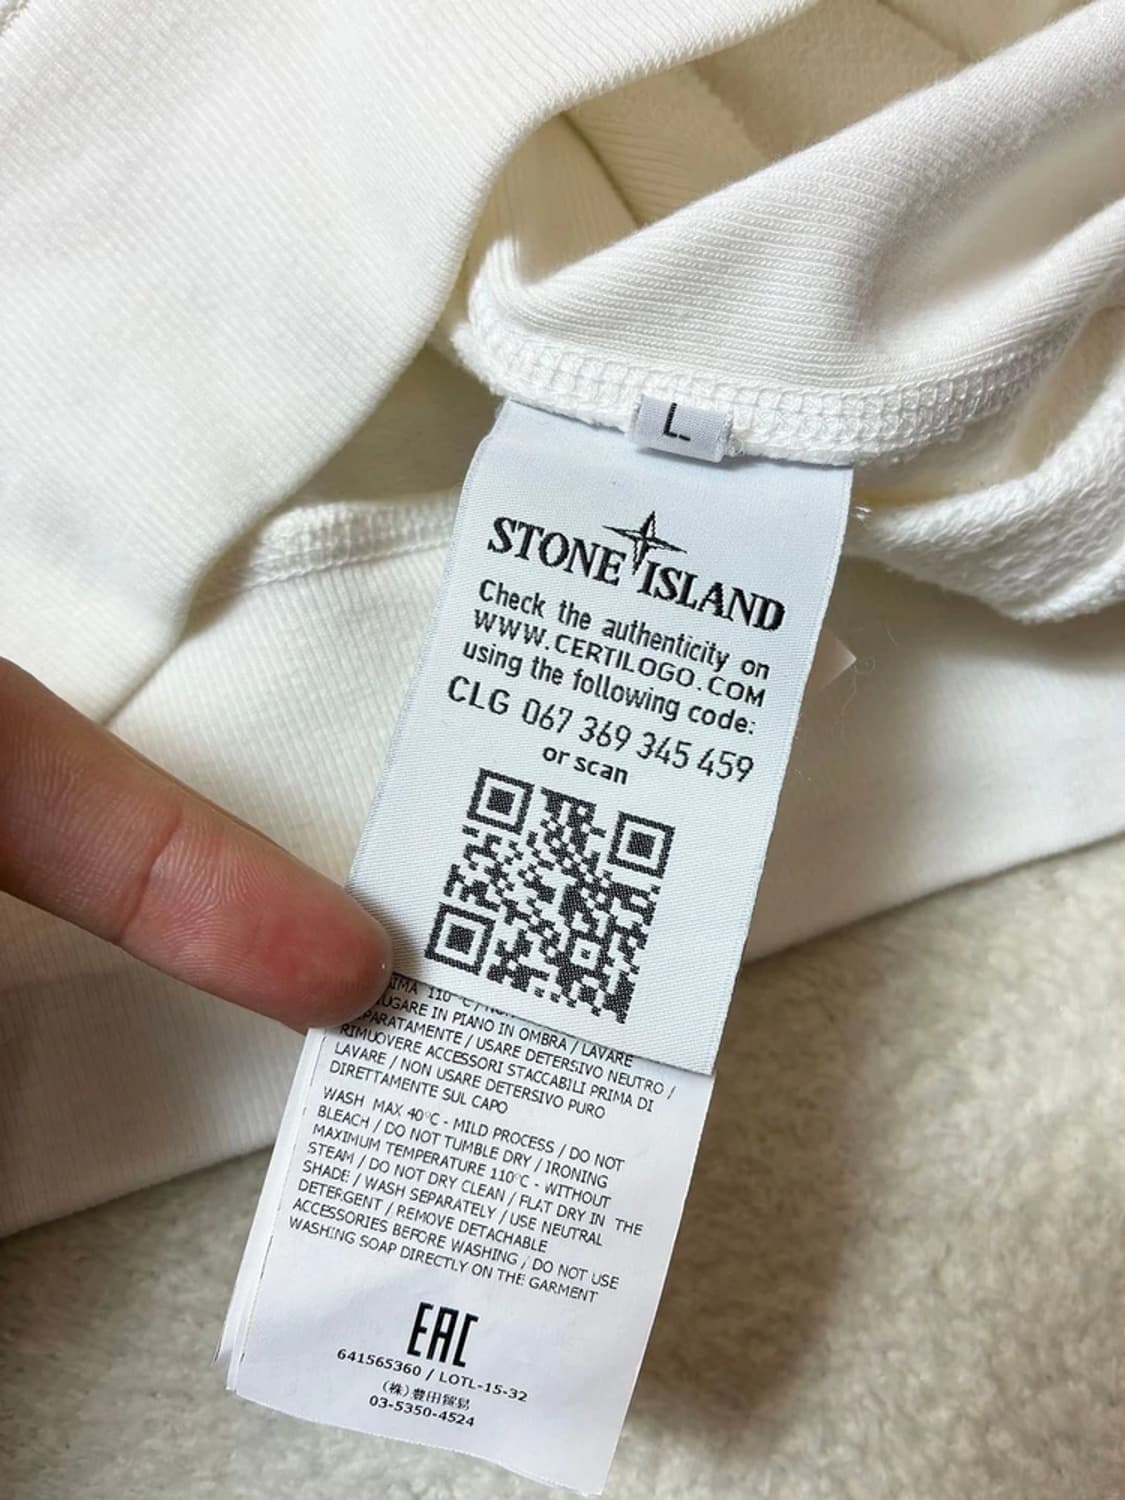 L
STONE ISLAND
Check the authenticity on
WWW.CERTILOGO.COM
using the following code:
CLG 067 369 345 459
or scan
IMA 110°C /
IN PIANO IN OMBRA / LAVARE
SEPARATAMENTE / USARE DETERSIVO NEUTRO /
RIMUOVERE ACCESSORI STACCABILI PRIMA DI
LAVARE / NON USARE DETERSIVO PURO
DIRETTAMENTE SUL CAPO
WASH MAX 40°C - MILD PROCESS / DO NOT
BLEACH / DO NOT TUMBLE DRY / IRONING
MAXIMUM TEMPERATURE 110°C - WITHOUT
STEAM / DO NOT DRY CLEAN / FLAT DRY IN THE
SHADE / WASH SEPARATELY / USE NEUTRAL
DETERGENT / REMOVE DETACHABLE
ACCESSORIES BEFORE WASHING / DO NOT USE
WASHING SOAP DIRECTLY ON THE GARMENT
EAC
641565360 / LOTL-15-32
(株)豊田貿易
03-5350-4524